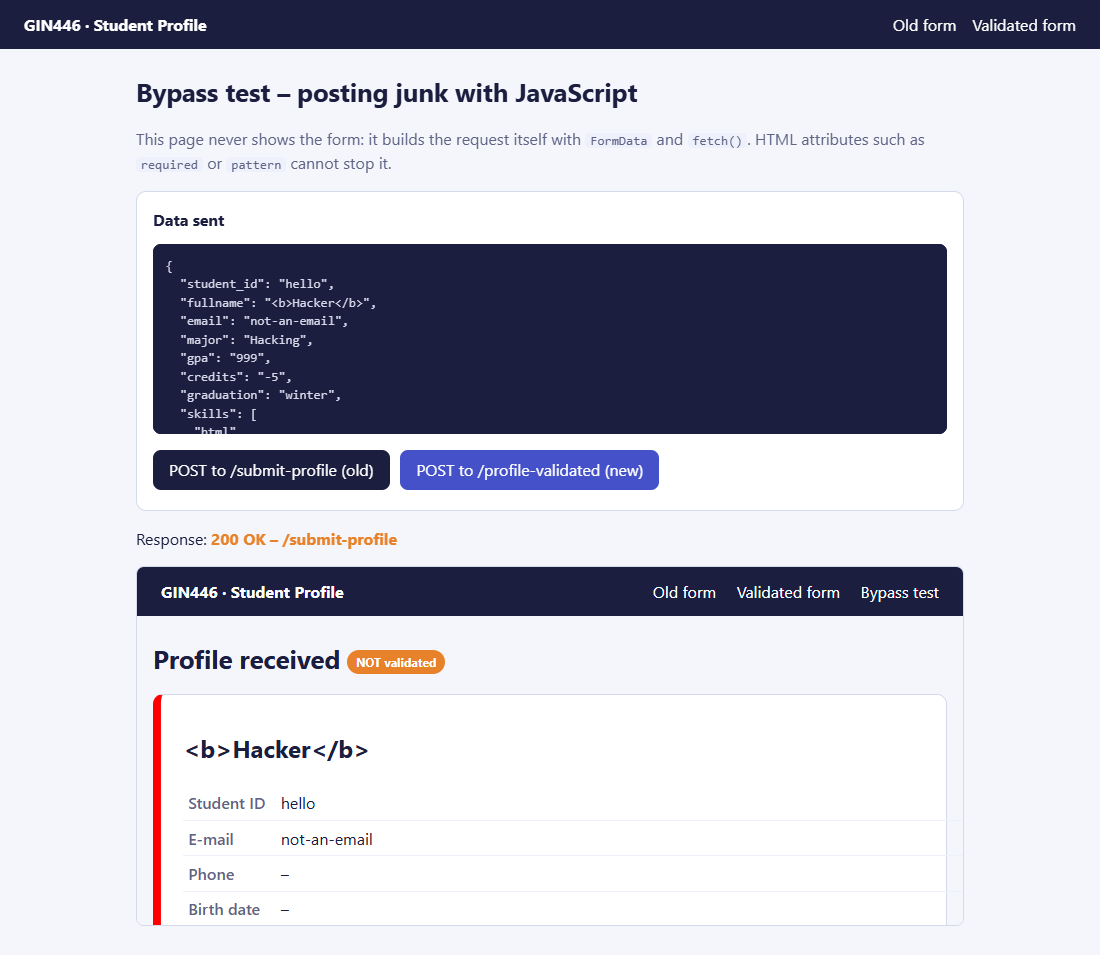 GIN446 · Student Profile
Old form
Validated form
Bypass test – posting junk with JavaScript
This page never shows the form: it builds the request itself with FormData and fetch(). HTML attributes such as
required or pattern cannot stop it.
Data sent
{
  "student_id": "hello",
  "fullname": "<b>Hacker</b>",
  "email": "not-an-email",
  "major": "Hacking",
  "gpa": "999",
  "credits": "-5",
  "graduation": "winter",
  "skills": [
    "html"
POST to /submit-profile (old)
POST to /profile-validated (new)
Response: 200 OK – /submit-profile
GIN446 · Student Profile
Old form
Validated form
Bypass test
Profile received NOT validated
<b>Hacker</b>
Student ID hello
E-mail not-an-email
Phone –
Birth date –